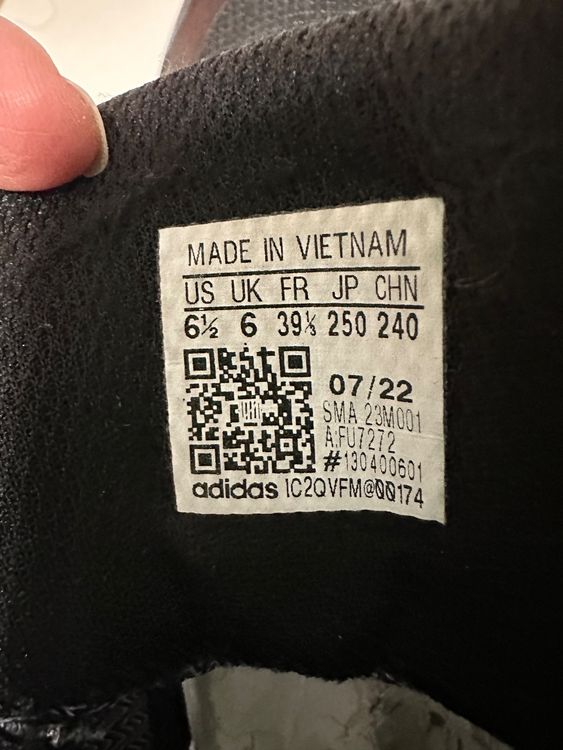 MADE IN VIETNAM
US UK FR JP CHN
6½ 6 39⅓ 250 240
07/22
SMA 23M001
A:FU7272
#130400601
adidas IC2QVFM@00174